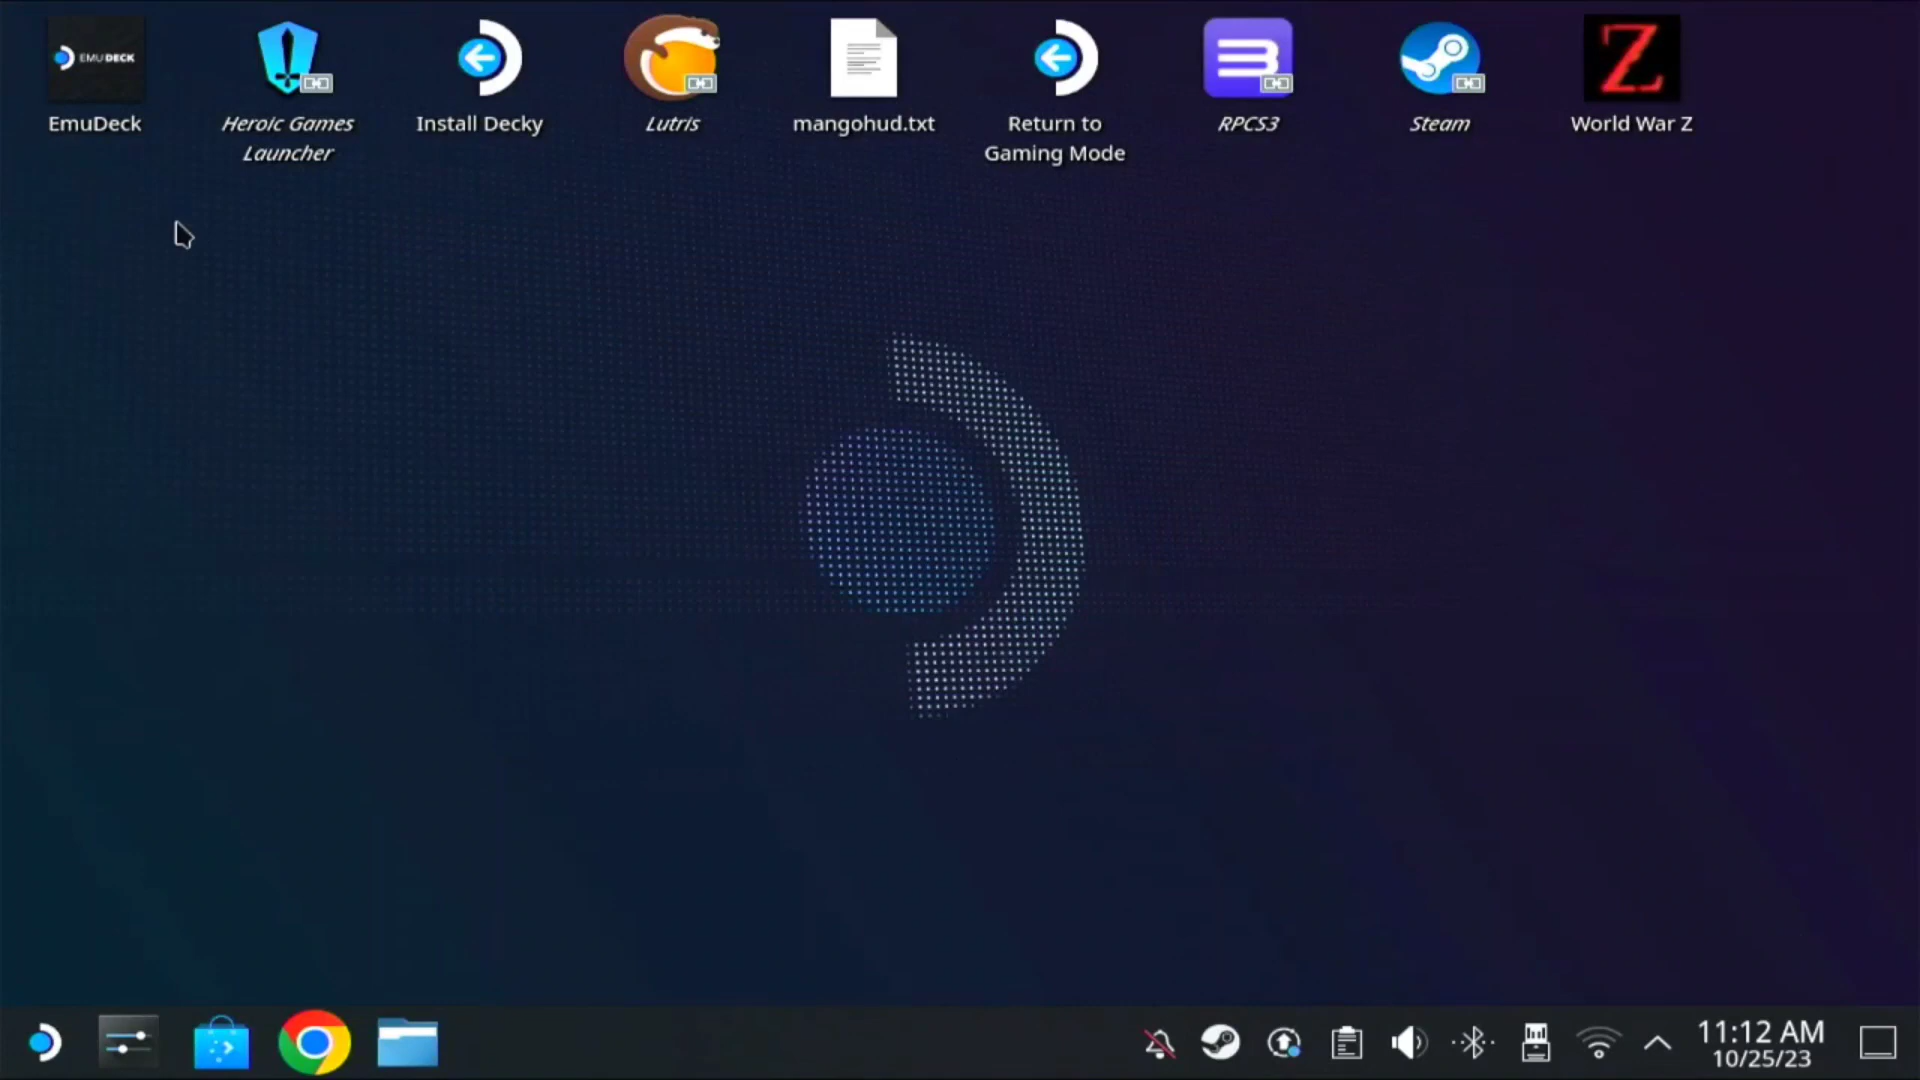 EMUDECK
EmuDeck
Heroic Games
Launcher
Install Decky
Lutris
mangohud.txt
Return to
Gaming Mode
RPCS3
Steam
Z
World War Z
11:12 AM
10/25/23